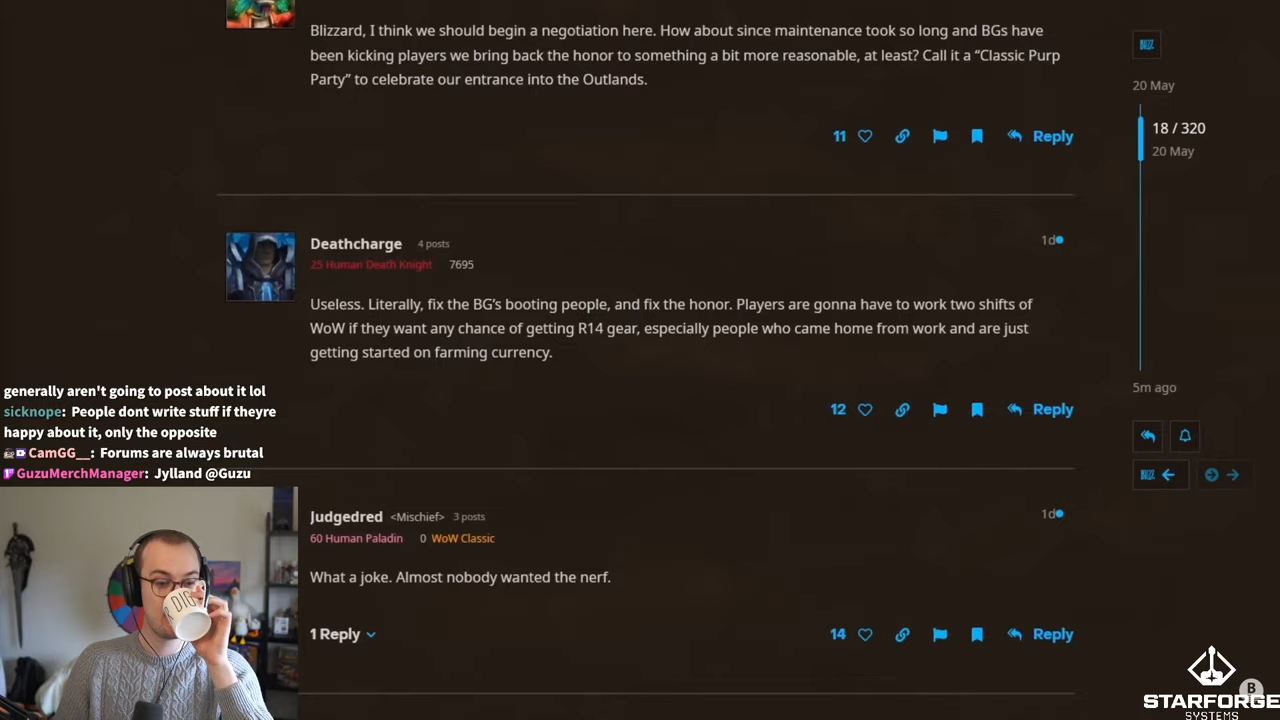 Blizzard, I think we should begin a negotiation here. How about since maintenance took so long and BGs have
been kicking players we bring back the honor to something a bit more reasonable, at least? Call it a “Classic Purp
Party” to celebrate our entrance into the Outlands.
11
Reply
BLIZZ
20 May
18 / 320
20 May
5m ago
BLIZZ
Deathcharge 4 posts
1d
25 Human Death Knight 7695
Useless. Literally, fix the BG’s booting people, and fix the honor. Players are gonna have to work two shifts of
WoW if they want any chance of getting R14 gear, especially people who came home from work and are just
getting started on farming currency.
12
Reply
generally aren't going to post about it lol
sicknope: People dont write stuff if theyre
happy about it, only the opposite
CamGG__: Forums are always brutal
GuzuMerchManager: Jylland @Guzu
Judgedred <Mischief> 3 posts
1d
60 Human Paladin 0 WoW Classic
What a joke. Almost nobody wanted the nerf.
1 Reply
14
Reply
R DIG
B
STARFORGE
SYSTEMS